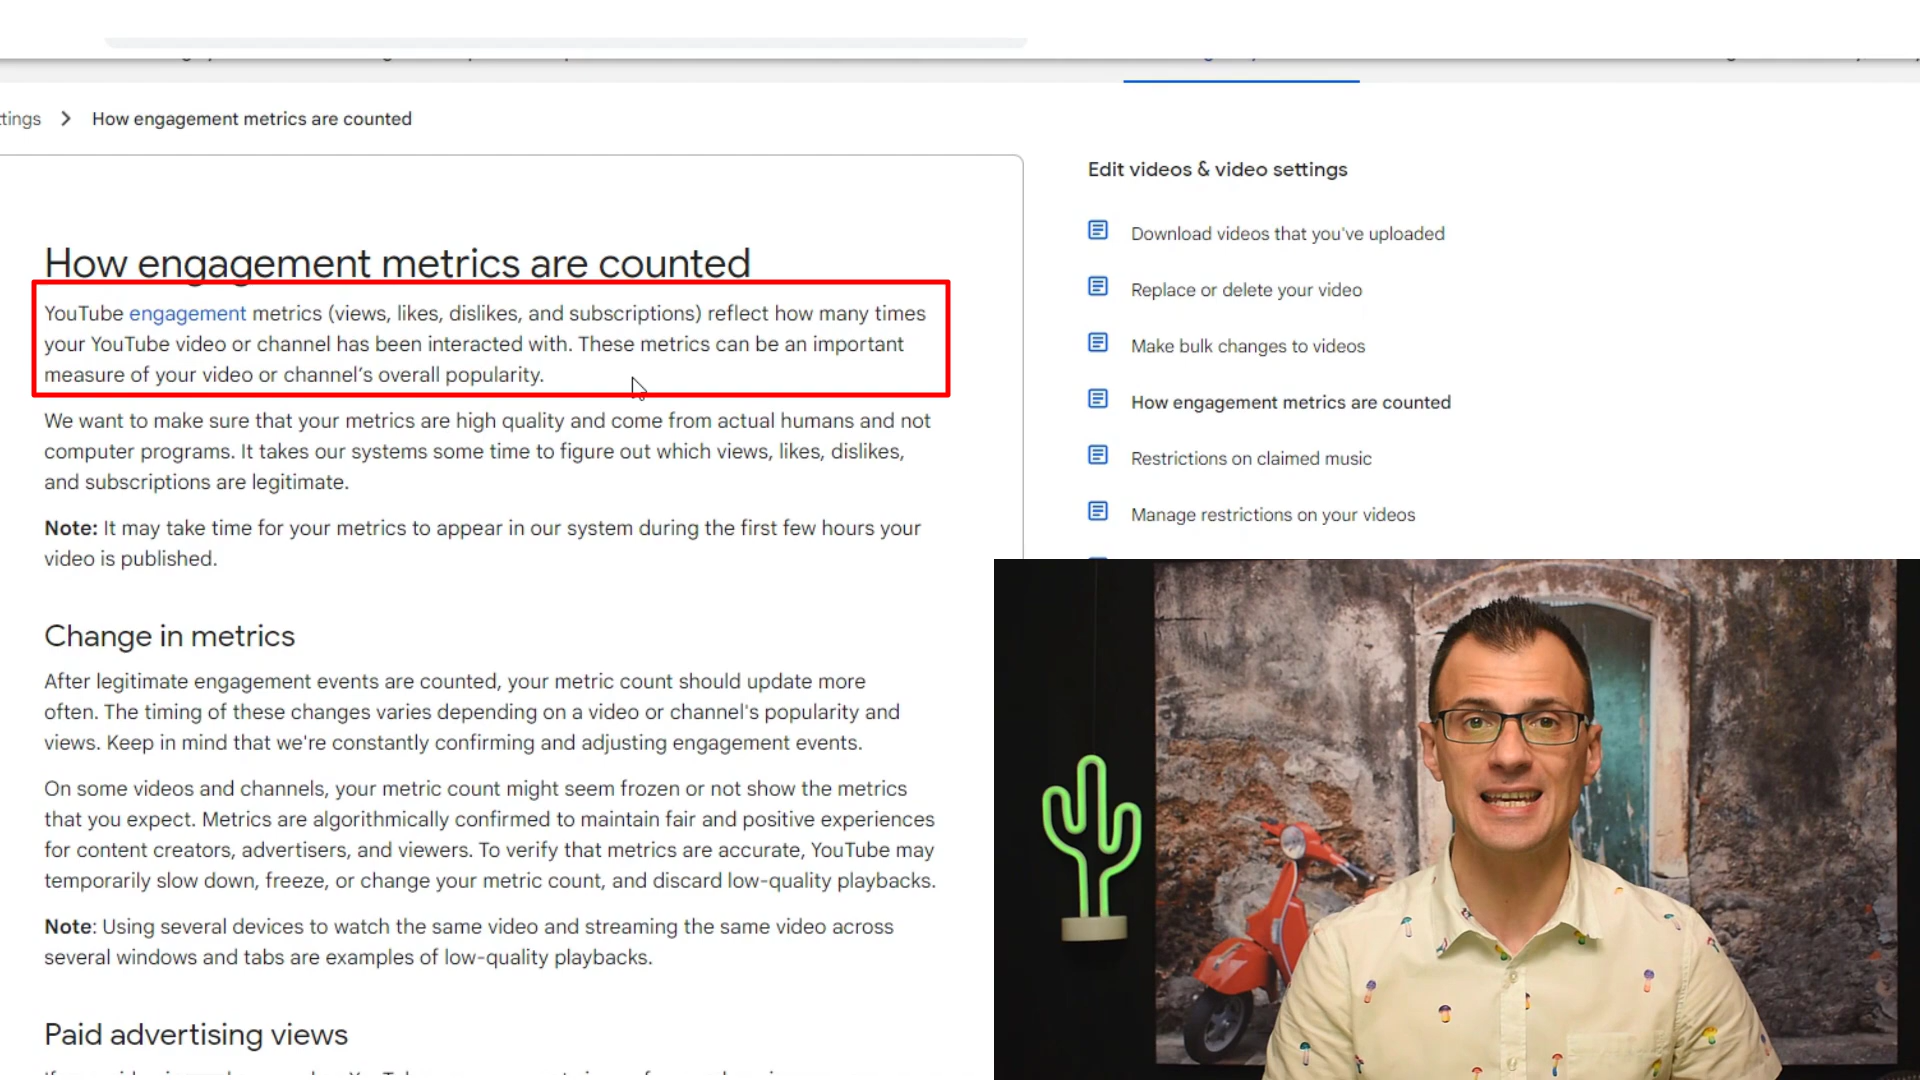 How engagement metrics are counted
How engagement metrics are counted
YouTube engagement metrics (views, likes, dislikes, and subscriptions) reflect how many times
your YouTube video or channel has been interacted with. These metrics can be an important
measure of your video or channel’s overall popularity.
We want to make sure that your metrics are high quality and come from actual humans and not
computer programs. It takes our systems some time to figure out which views, likes, dislikes,
and subscriptions are legitimate.
Note: It may take time for your metrics to appear in our system during the first few hours your
video is published.
Change in metrics
After legitimate engagement events are counted, your metric count should update more
often. The timing of these changes varies depending on a video or channel's popularity and
views. Keep in mind that we're constantly confirming and adjusting engagement events.
On some videos and channels, your metric count might seem frozen or not show the metrics
that you expect. Metrics are algorithmically confirmed to maintain fair and positive experiences
for content creators, advertisers, and viewers. To verify that metrics are accurate, YouTube may
temporarily slow down, freeze, or change your metric count, and discard low-quality playbacks.
Note: Using several devices to watch the same video and streaming the same video across
several windows and tabs are examples of low-quality playbacks.
Paid advertising views
Edit videos & video settings
Download videos that you've uploaded
Replace or delete your video
Make bulk changes to videos
How engagement metrics are counted
Restrictions on claimed music
Manage restrictions on your videos